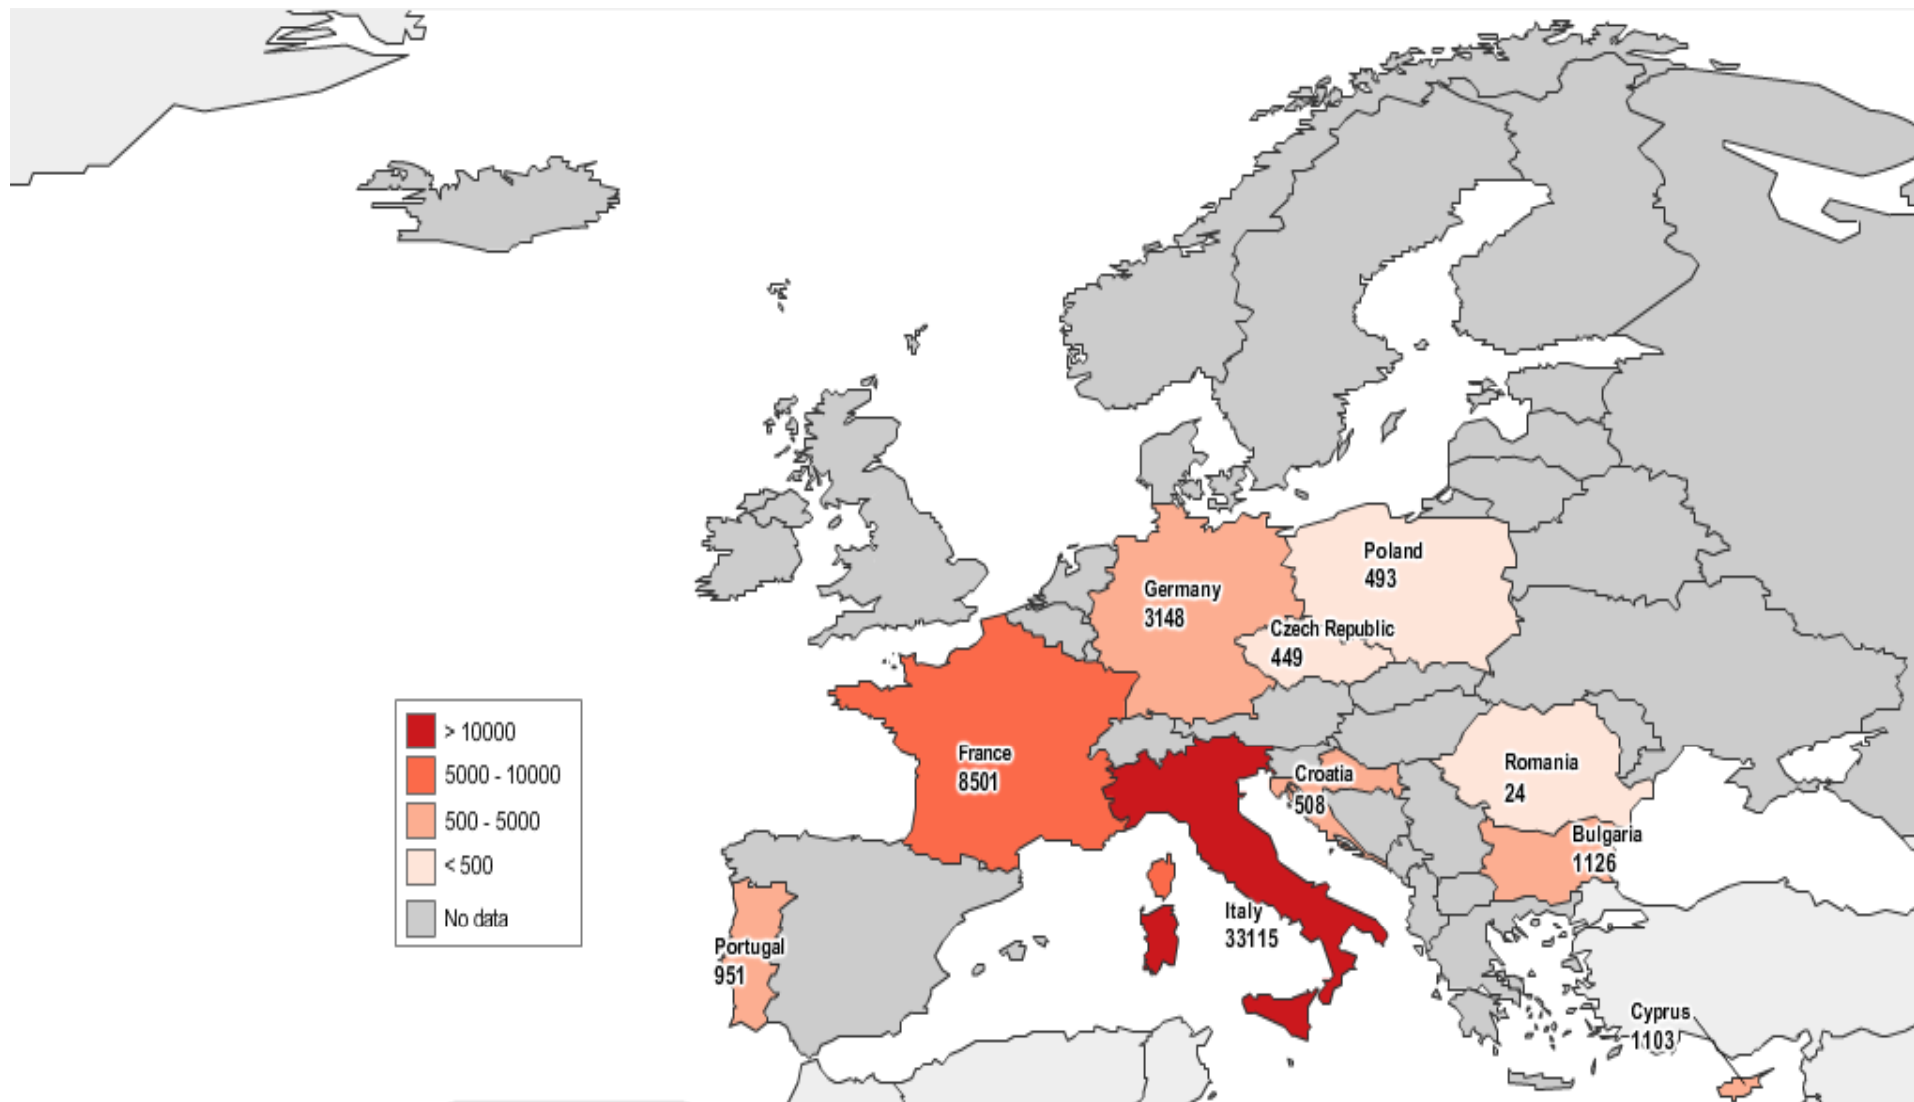 Poland
493
Germany
3148
Czech Republic
449
> 10000
5000 - 10000
500 - 5000
< 500
No data
France
8501
Croatia
508
Romania
24
Bulgaria
1126
Italy
33115
Portugal
951
Cyprus
1103